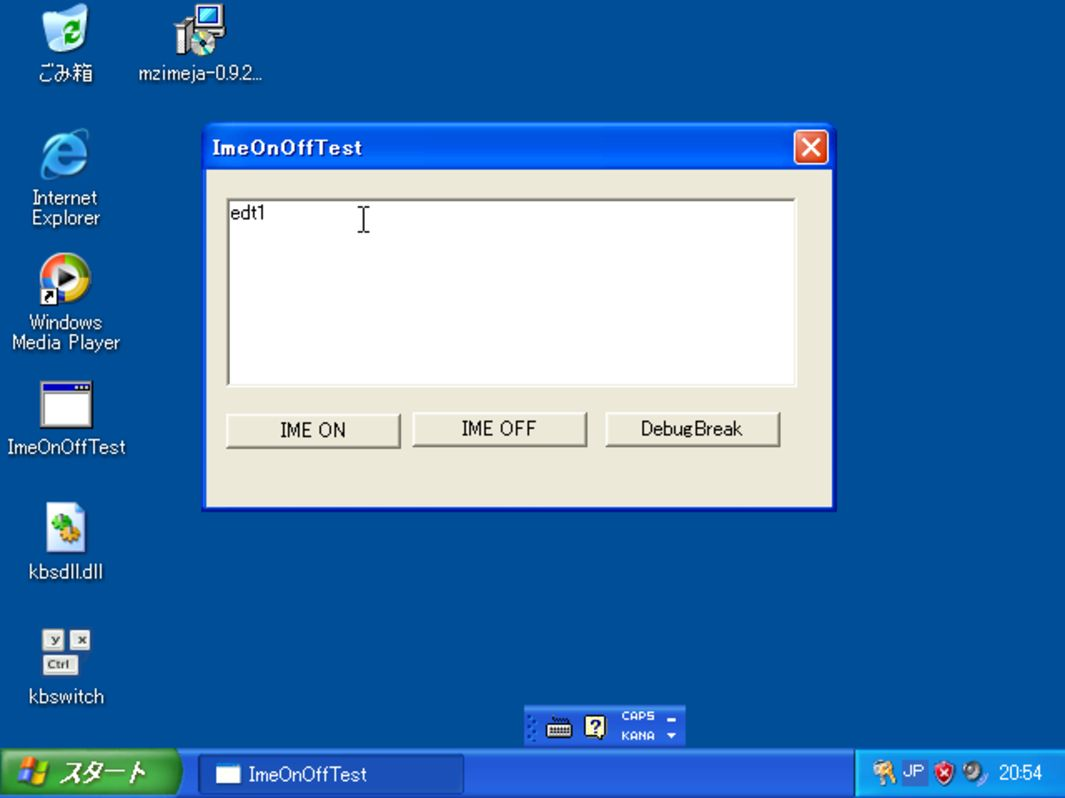 ごみ箱
mzimeja-0.9.2...
Internet
Explorer
Windows
Media Player
ImeOnOffTest
kbsdll.dll
y x
Ctrl
kbswitch
ImeOnOffTest
edt1
IME ON
IME OFF
DebugBreak
?
CAPS
KANA
スタート
ImeOnOffTest
JP
20:54